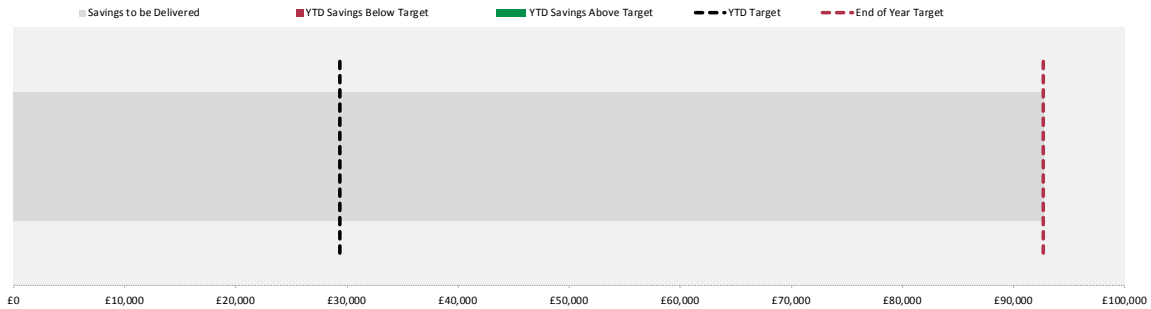 Savings to be Delivered YTD Savings Below Target YTD Savings Above Target YTD Target End of Year Target
£0 £10,000 £20,000 £30,000 £40,000 £50,000 £60,000 £70,000 £80,000 £90,000 £100,000